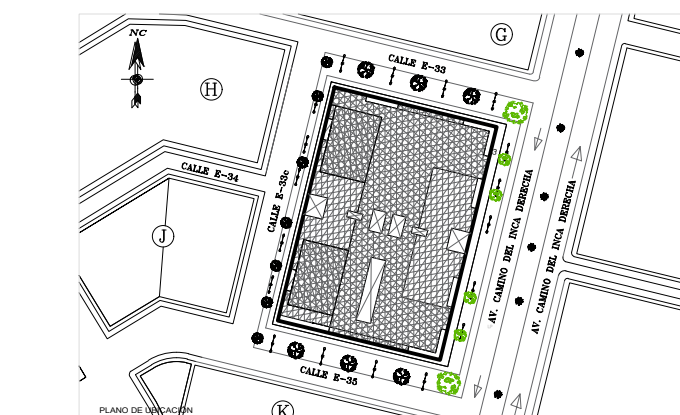 NC
G
CALLE E-33
H
CALLE E-34
CALLE E-33c
AV. CAMINO DEL INCA DERECHA
AV. CAMINO DEL INCA DERECHA
J
CALLE E-35
K
PLANO DE UBICACIÓN